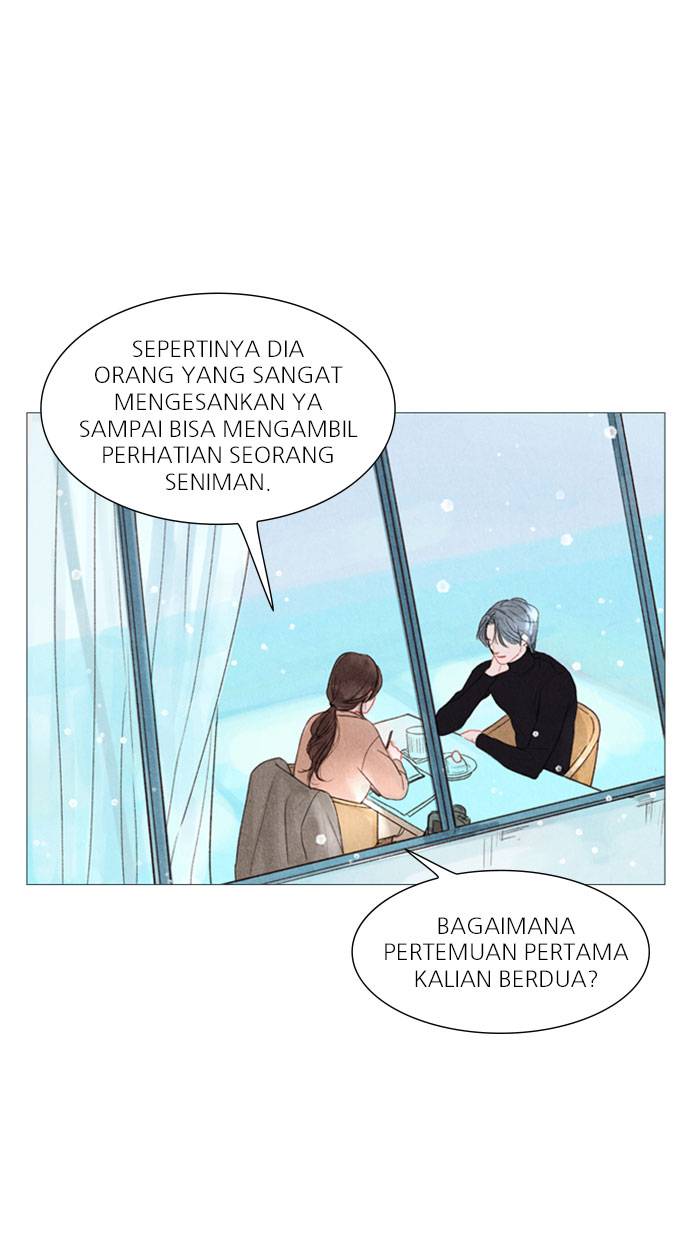 SEPERTINYA DIA
ORANG YANG SANGAT
MENGESANKAN YA
SAMPAI BISA MENGAMBIL
PERHATIAN SEORANG
SENIMAN.
BAGAIMANA
PERTEMUAN PERTAMA
KALIAN BERDUA?